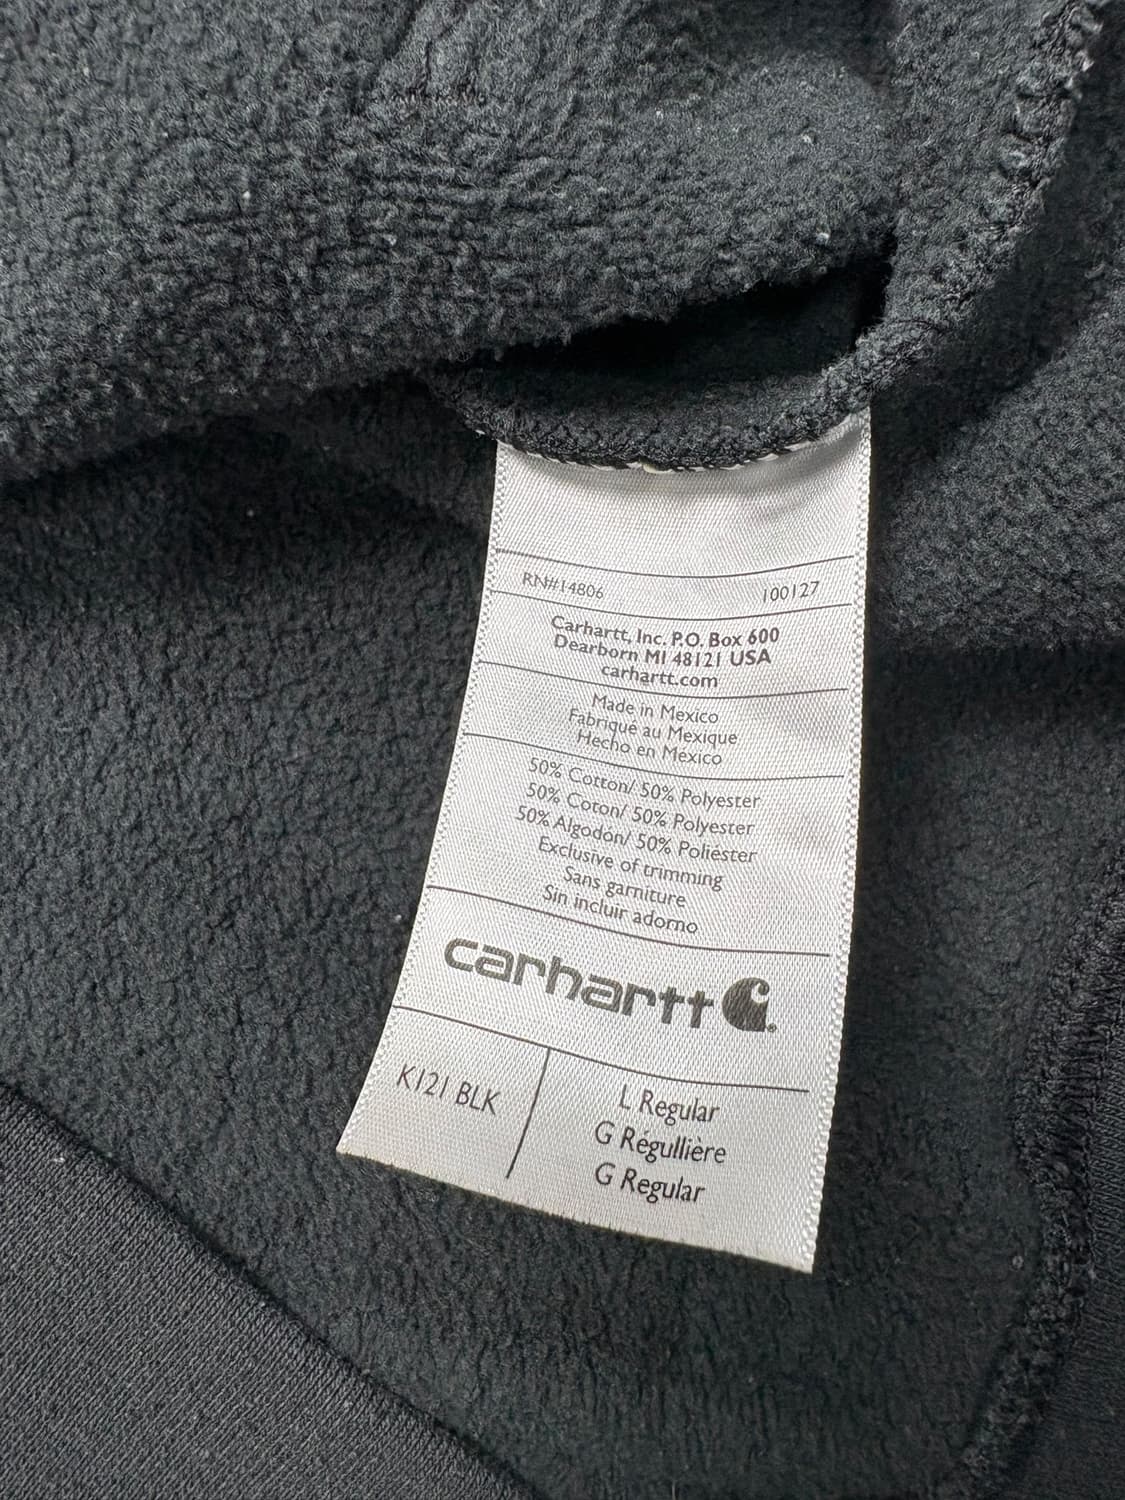 RN#14806 100127
Carhartt, Inc. P.O. Box 600
Dearborn MI 48121 USA
carhartt.com
Made in Mexico
Fabriqué au Mexique
Hecho en México
50% Cotton/ 50% Polyester
50% Coton/ 50% Polyester
50% Algodón/ 50% Poliéster
Exclusive of trimming
Sans garniture
Sin incluir adorno
carhartt
K121 BLK
L Regular
G Régullière
G Regular